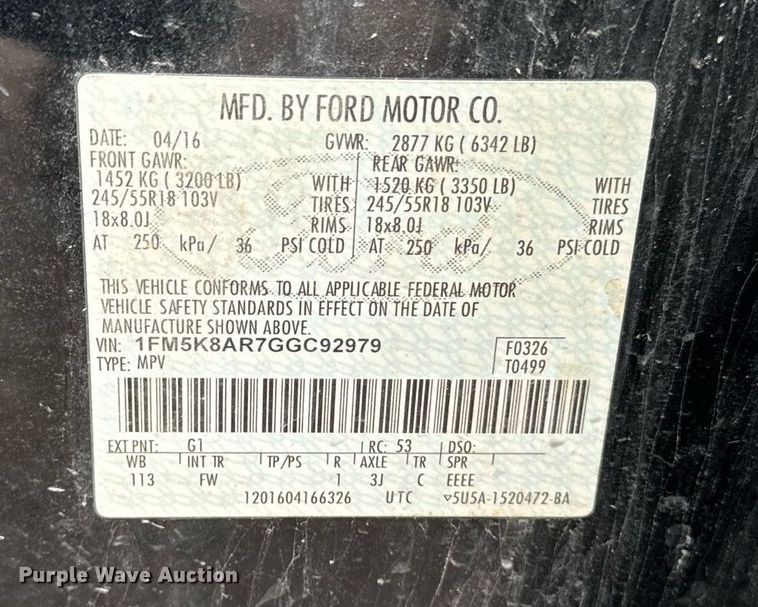 MFD. BY FORD MOTOR CO.
DATE: 04/16 GVWR: 2877 KG ( 6342 LB)
FRONT GAWR: REAR GAWR:
1452 KG ( 3200 LB) WITH 1520 KG ( 3350 LB) WITH
245/55R18 103V TIRES 245/55R18 103V TIRES
18x8.0J RIMS 18x8.0J RIMS
AT 250 kPa/ 36 PSI COLD AT 250 kPa/ 36 PSI COLD
THIS VEHICLE CONFORMS TO ALL APPLICABLE FEDERAL MOTOR
VEHICLE SAFETY STANDARDS IN EFFECT ON THE DATE OF
MANUFACTURE SHOWN ABOVE.
VIN: 1FM5K8AR7GGC92979 F0326
TYPE: MPV T0499
EXT PNT: G1 RC: 53 DSO:
WB INT TR TP/PS R AXLE TR SPR
113 FW 1 3J C EEEE
1201604166326 UTC ▽5U5A-1520472-BA
Purple Wave Auction